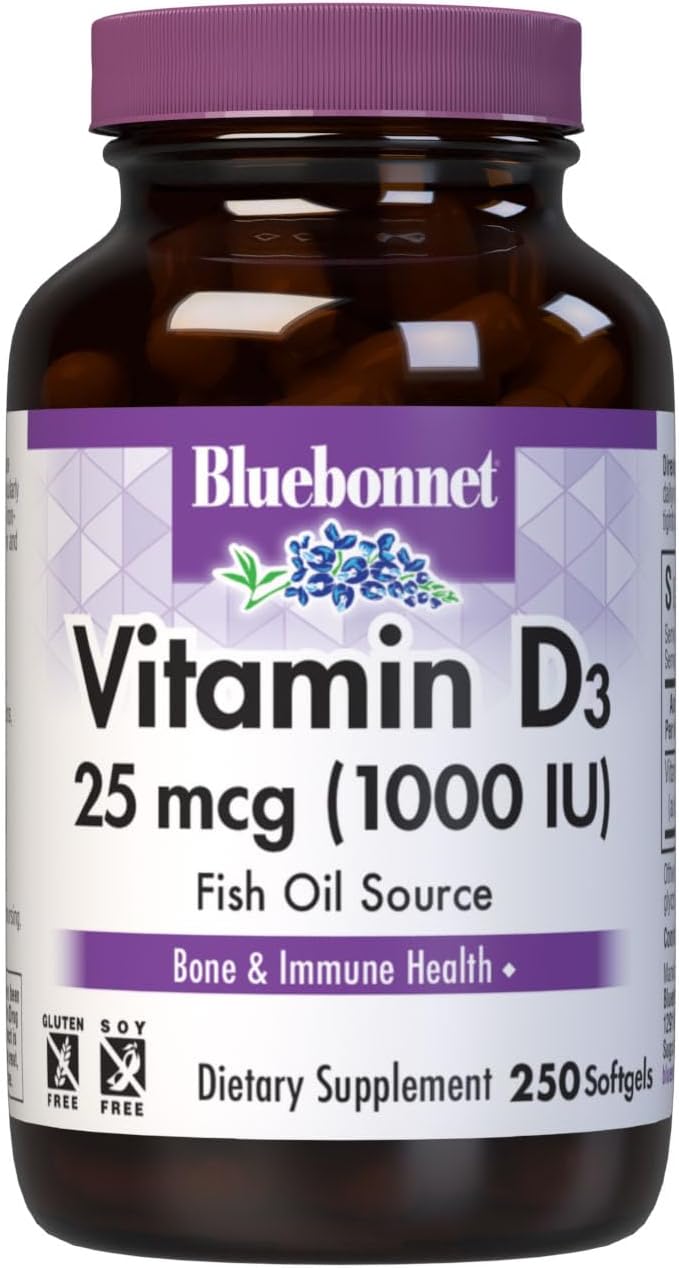 Bluebonnet
Vitamin D3
25 mcg (1000 IU)
Fish Oil Source
Bone & Immune Health ◆
GLUTEN
FREE
SOY
FREE
Dietary Supplement 250 Softgels